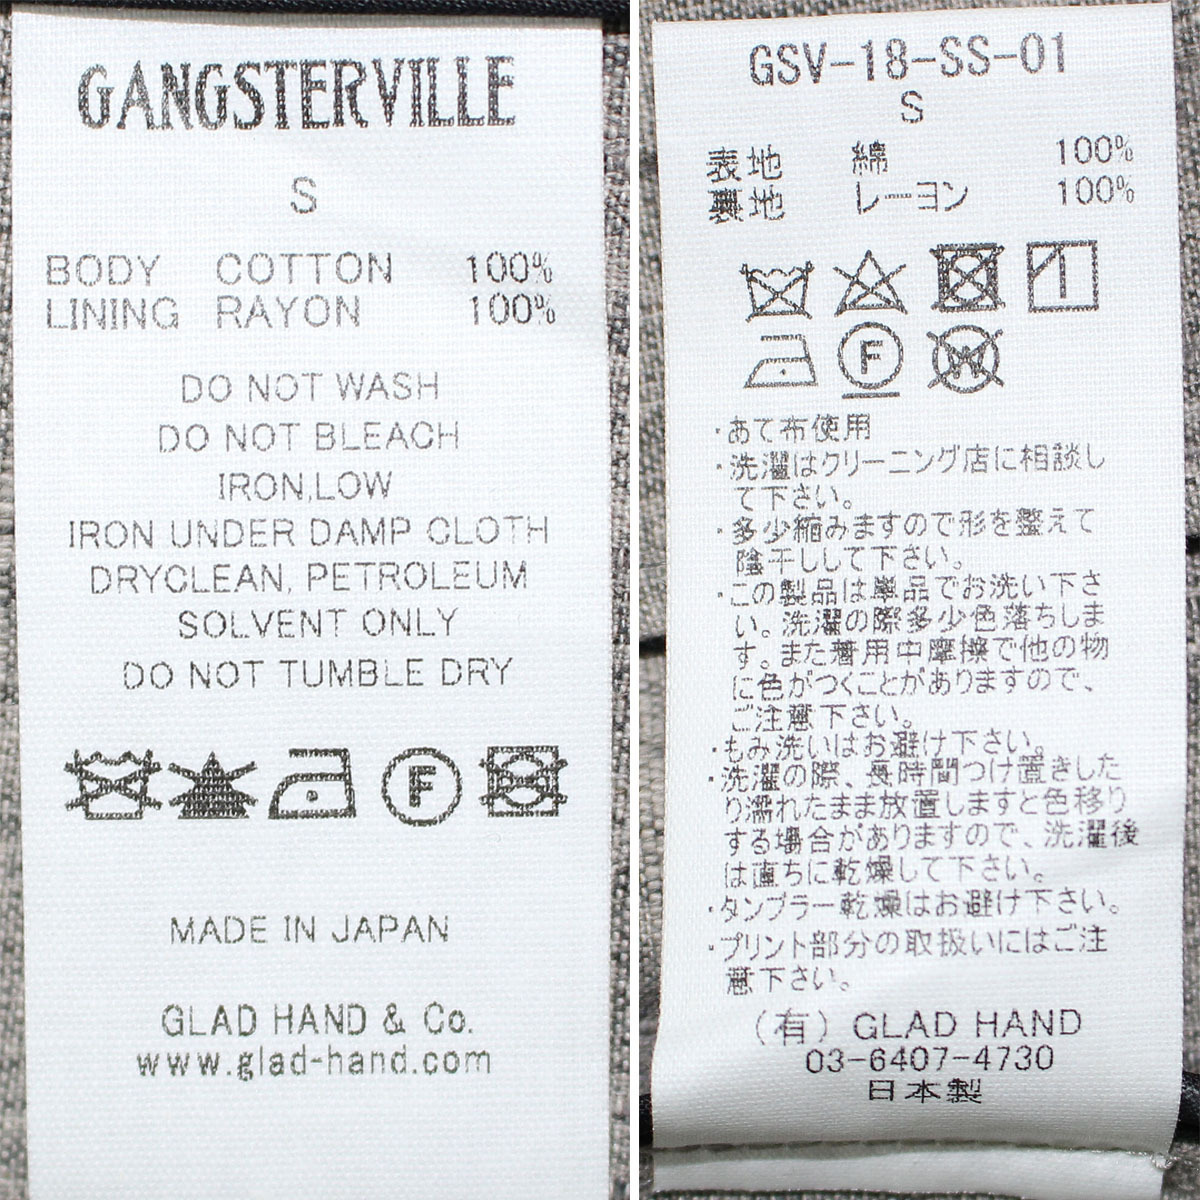 GANGSTERVILLE
S
BODY COTTON 100%
LINING RAYON 100%
DO NOT WASH
DO NOT BLEACH
IRON,LOW
IRON UNDER DAMP CLOTH
DRYCLEAN, PETROLEUM
SOLVENT ONLY
DO NOT TUMBLE DRY
F
MADE IN JAPAN
GLAD HAND & Co.
www.glad-hand.com
GSV-18-SS-01
S
表地 綿 100%
裏地 レーヨン 100%
F W
・あて布使用
・洗濯はクリーニング店に相談し
て下さい。
・多少縮みますので形を整えて
陰干しして下さい。
・この製品は単品でお洗い下さ
い。洗濯の際多少色落ちしま
す。また着用中摩擦で他の物
に色がつくことがありますので、
ご注意下さい。
・もみ洗いはお避け下さい。
・洗濯の際、長時間つけ置きした
り濡れたまま放置しますと色移り
する場合がありますので、洗濯後
は直ちに乾燥して下さい。
・タンブラー乾燥はお避け下さい。
・プリント部分の取扱いにはご注
意下さい。
(有) GLAD HAND
03-6407-4730
日本製